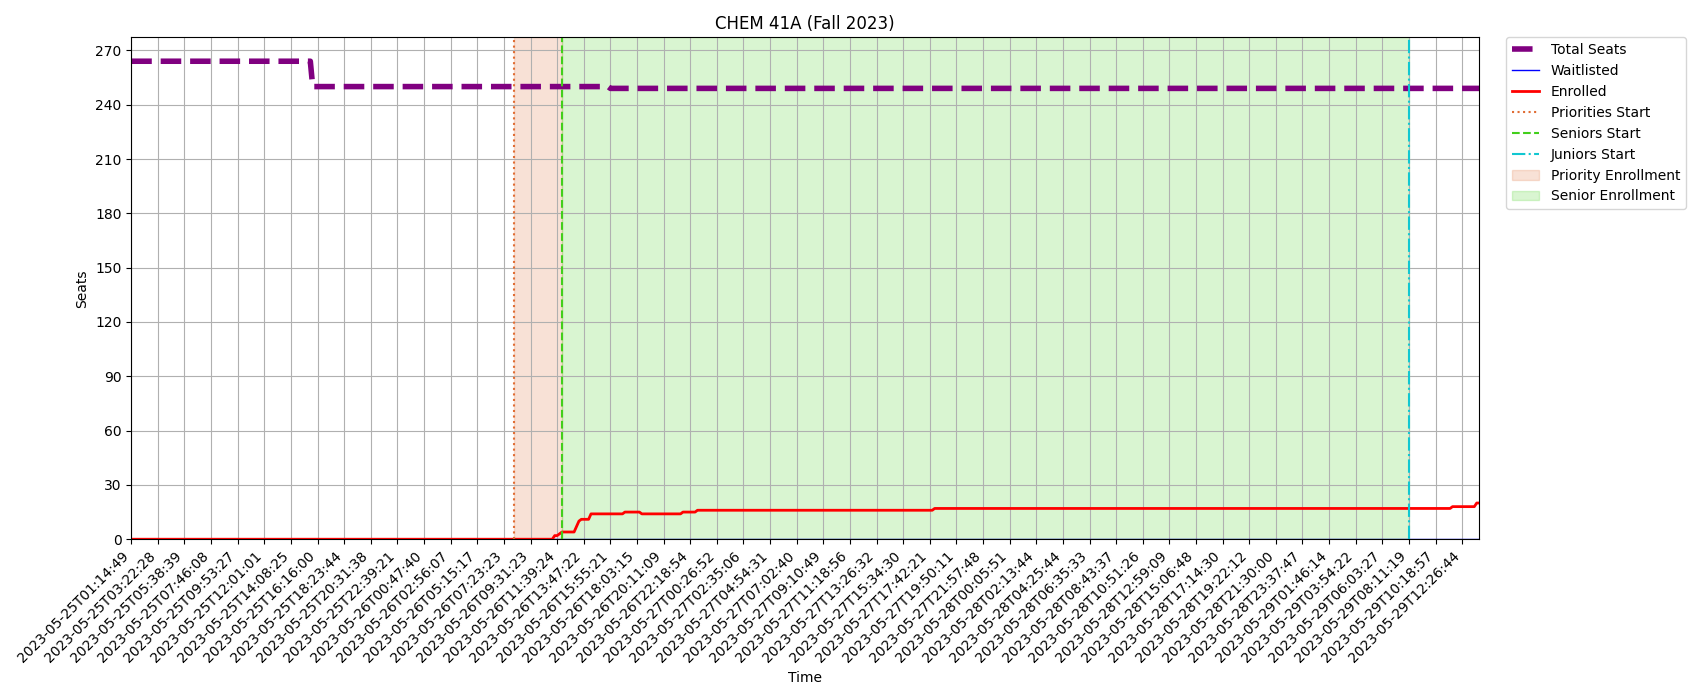 CHEM 41A (Fall 2023)
270
240
210
180
150
120
90
60
30
0
Seats
2023-05-25T01:14:49
2023-05-25T03:22:28
2023-05-25T05:38:39
2023-05-25T07:46:08
2023-05-25T09:53:27
2023-05-25T12:01:01
2023-05-25T14:08:25
2023-05-25T16:16:00
2023-05-25T18:23:44
2023-05-25T20:31:38
2023-05-25T22:39:21
2023-05-26T00:47:40
2023-05-26T02:56:07
2023-05-26T05:15:17
2023-05-26T07:23:23
2023-05-26T09:31:23
2023-05-26T11:39:24
2023-05-26T13:47:22
2023-05-26T15:55:21
2023-05-26T18:03:15
2023-05-26T20:11:09
2023-05-26T22:18:54
2023-05-27T00:26:52
2023-05-27T02:35:06
2023-05-27T04:54:31
2023-05-27T07:02:40
2023-05-27T09:10:49
2023-05-27T11:18:56
2023-05-27T13:26:32
2023-05-27T15:34:30
2023-05-27T17:42:21
2023-05-27T19:50:11
2023-05-27T21:57:48
2023-05-28T00:05:51
2023-05-28T02:13:44
2023-05-28T04:25:44
2023-05-28T06:35:33
2023-05-28T08:43:37
2023-05-28T10:51:26
2023-05-28T12:59:09
2023-05-28T15:06:48
2023-05-28T17:14:30
2023-05-28T19:22:12
2023-05-28T21:30:00
2023-05-28T23:37:47
2023-05-29T01:46:14
2023-05-29T03:54:22
2023-05-29T06:03:27
2023-05-29T08:11:19
2023-05-29T10:18:57
2023-05-29T12:26:44
Time
Total Seats
Waitlisted
Enrolled
Priorities Start
Seniors Start
Juniors Start
Priority Enrollment
Senior Enrollment